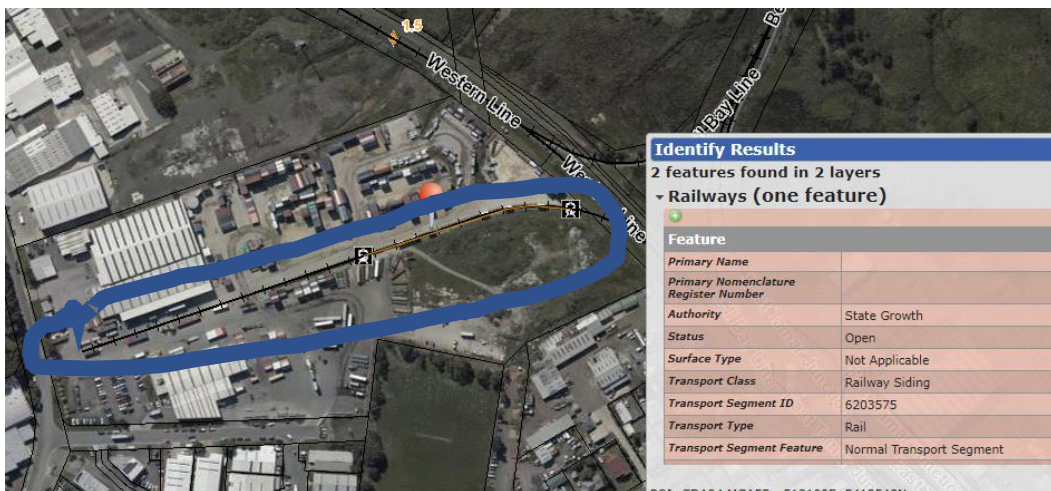 1.5
Western Line
Bay Line
Line
Identify Results
2 features found in 2 layers
Railways (one feature)
Feature
Primary Name
Primary Nomenclature
Register Number
Authority State Growth
Status Open
Surface Type Not Applicable
Transport Class Railway Siding
Transport Segment ID 6203575
Transport Type Rail
Transport Segment Feature Normal Transport Segment